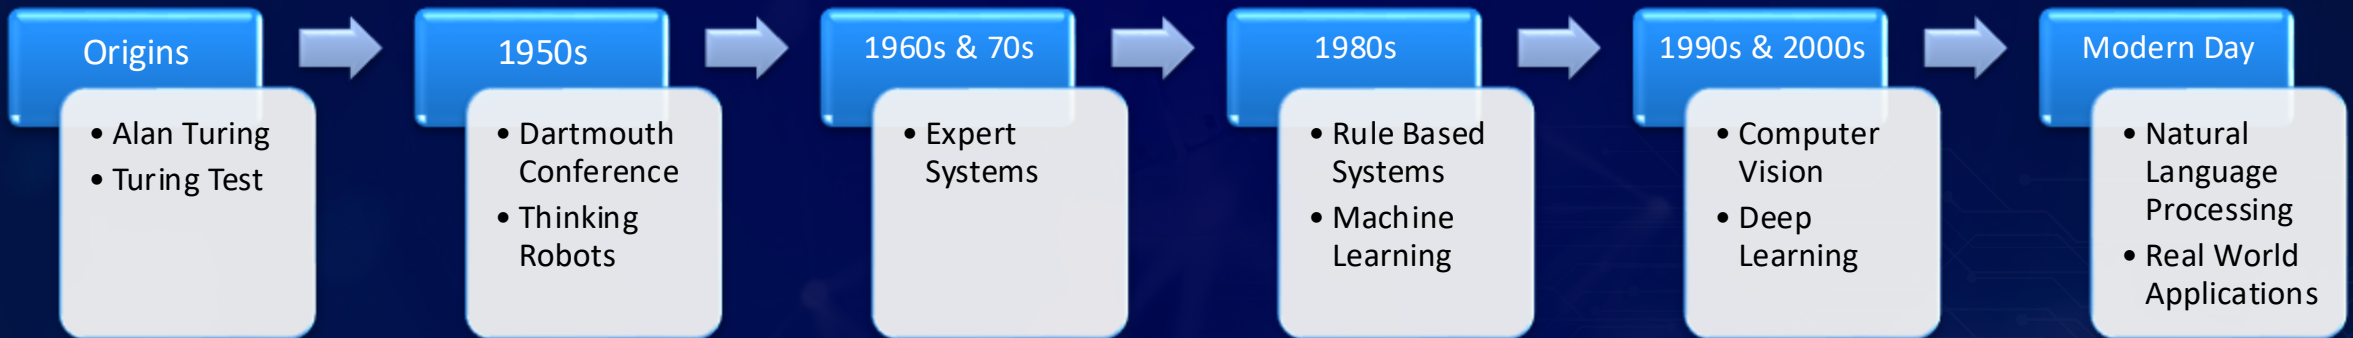 Origins
• Alan Turing
• Turing Test
1950s
• Dartmouth
Conference
• Thinking
Robots
1960s & 70s
• Expert
Systems
1980s
• Rule Based
Systems
• Machine
Learning
1990s & 2000s
• Computer
Vision
• Deep
Learning
Modern Day
• Natural
Language
Processing
• Real World
Applications